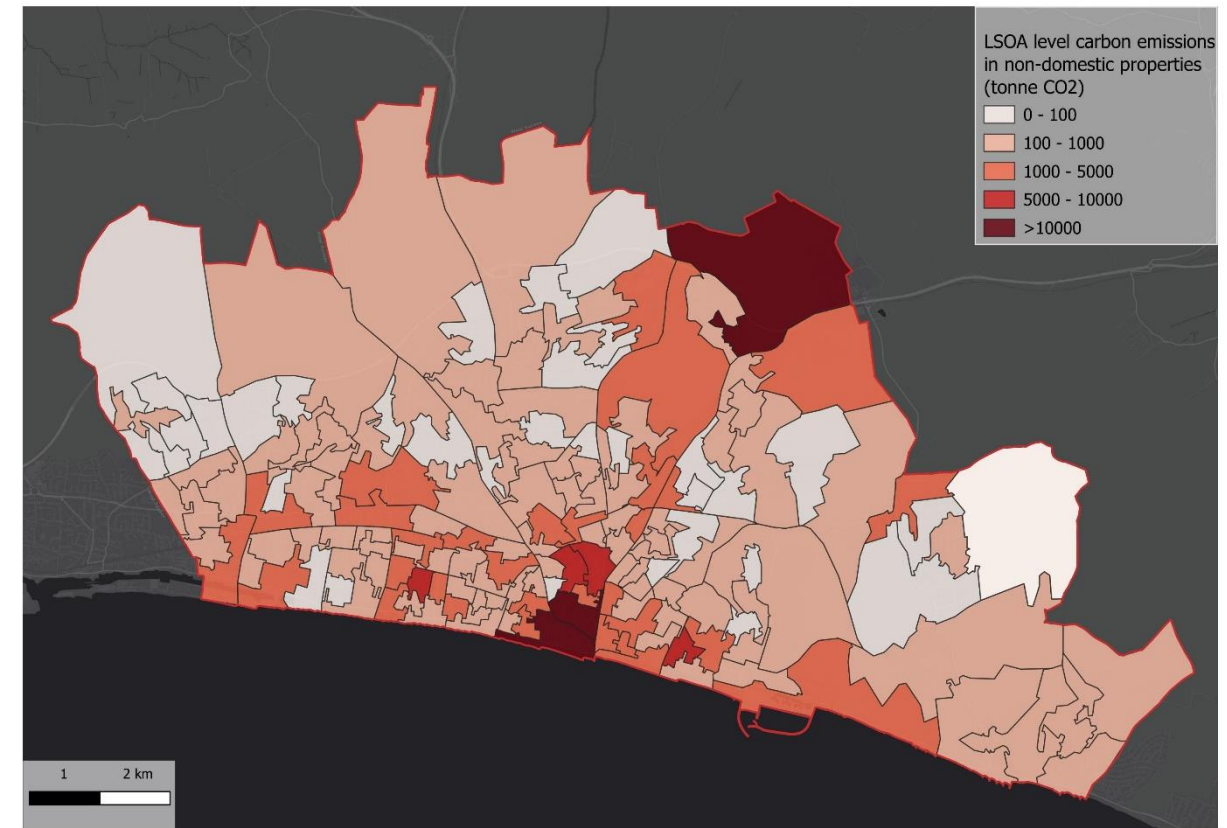 LSOA level carbon emissions
in non-domestic properties
(tonne CO2)
0 - 100
100 - 1000
1000 - 5000
5000 - 10000
>10000
1 2 km